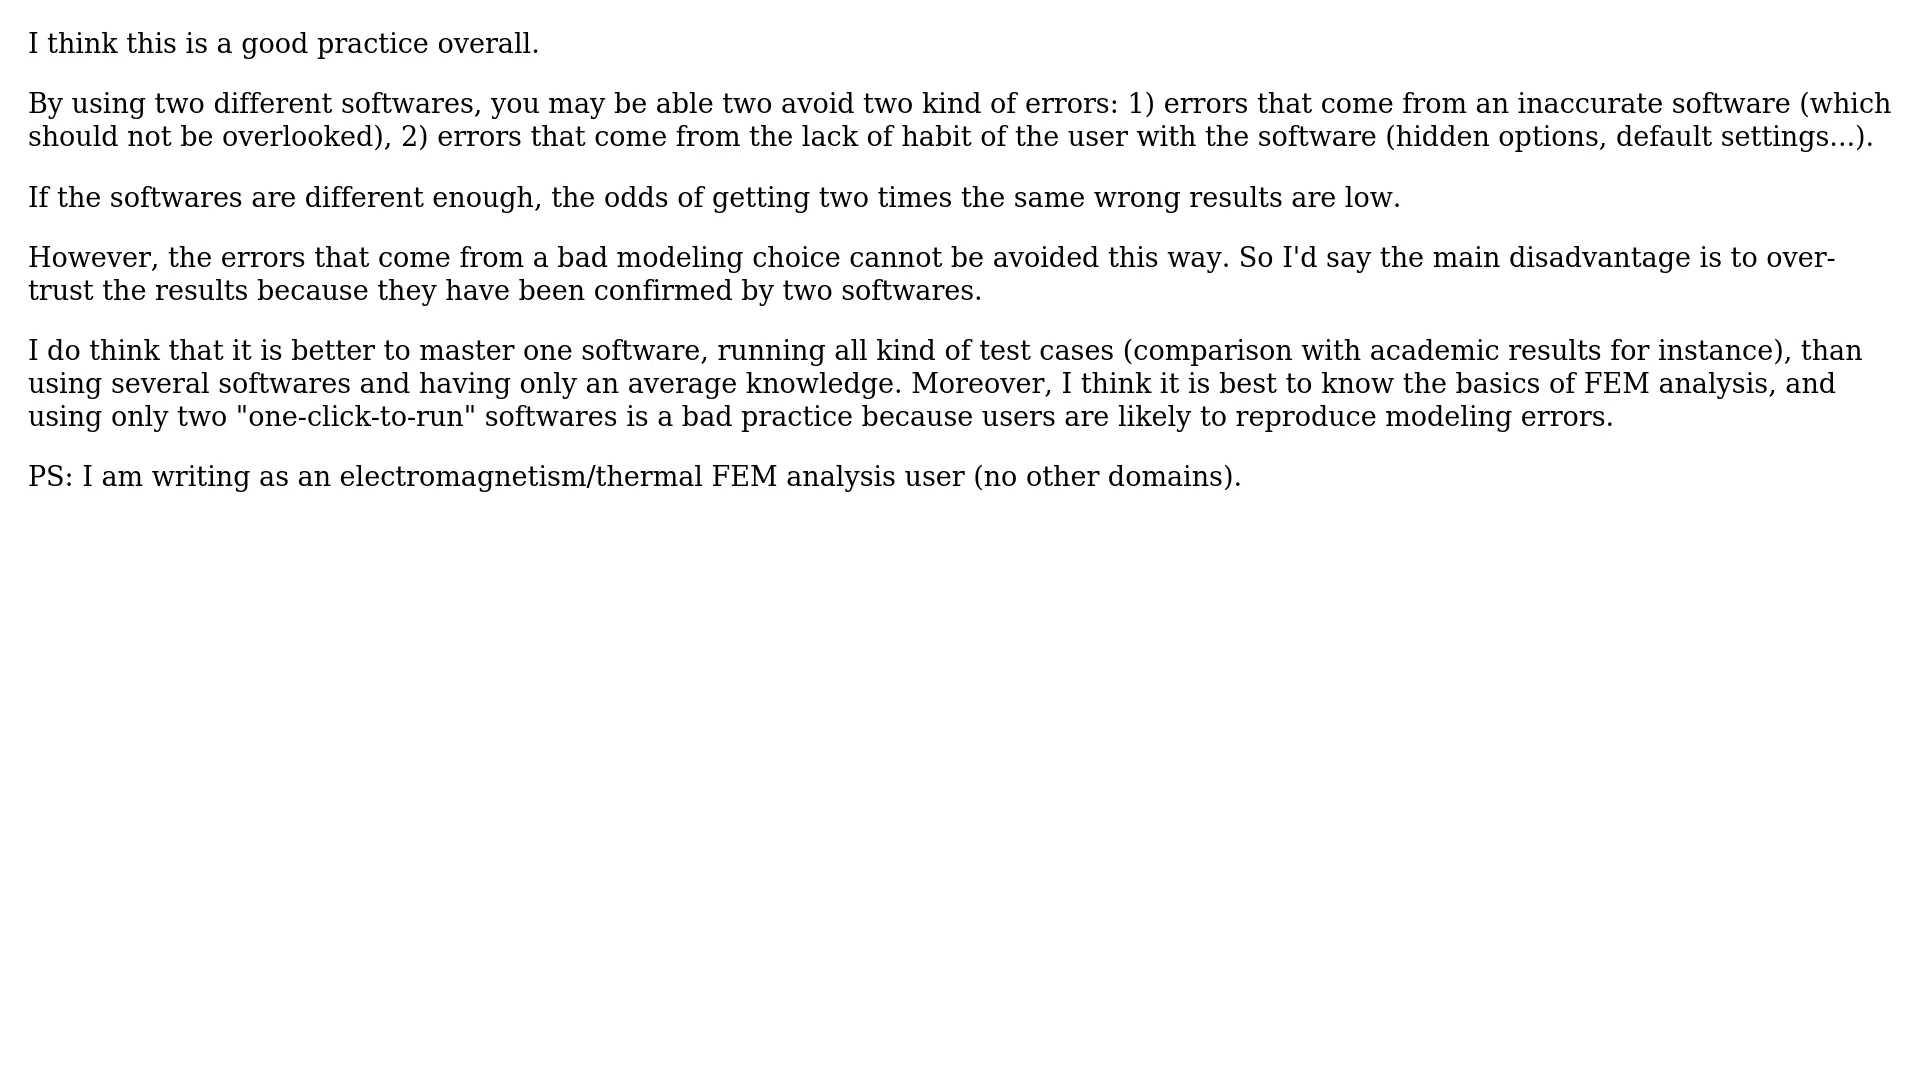 I think this is a good practice overall.
By using two different softwares, you may be able two avoid two kind of errors: 1) errors that come from an inaccurate software (which
should not be overlooked), 2) errors that come from the lack of habit of the user with the software (hidden options, default settings...).
If the softwares are different enough, the odds of getting two times the same wrong results are low.
However, the errors that come from a bad modeling choice cannot be avoided this way. So I'd say the main disadvantage is to over-
trust the results because they have been confirmed by two softwares.
I do think that it is better to master one software, running all kind of test cases (comparison with academic results for instance), than
using several softwares and having only an average knowledge. Moreover, I think it is best to know the basics of FEM analysis, and
using only two "one-click-to-run" softwares is a bad practice because users are likely to reproduce modeling errors.
PS: I am writing as an electromagnetism/thermal FEM analysis user (no other domains).